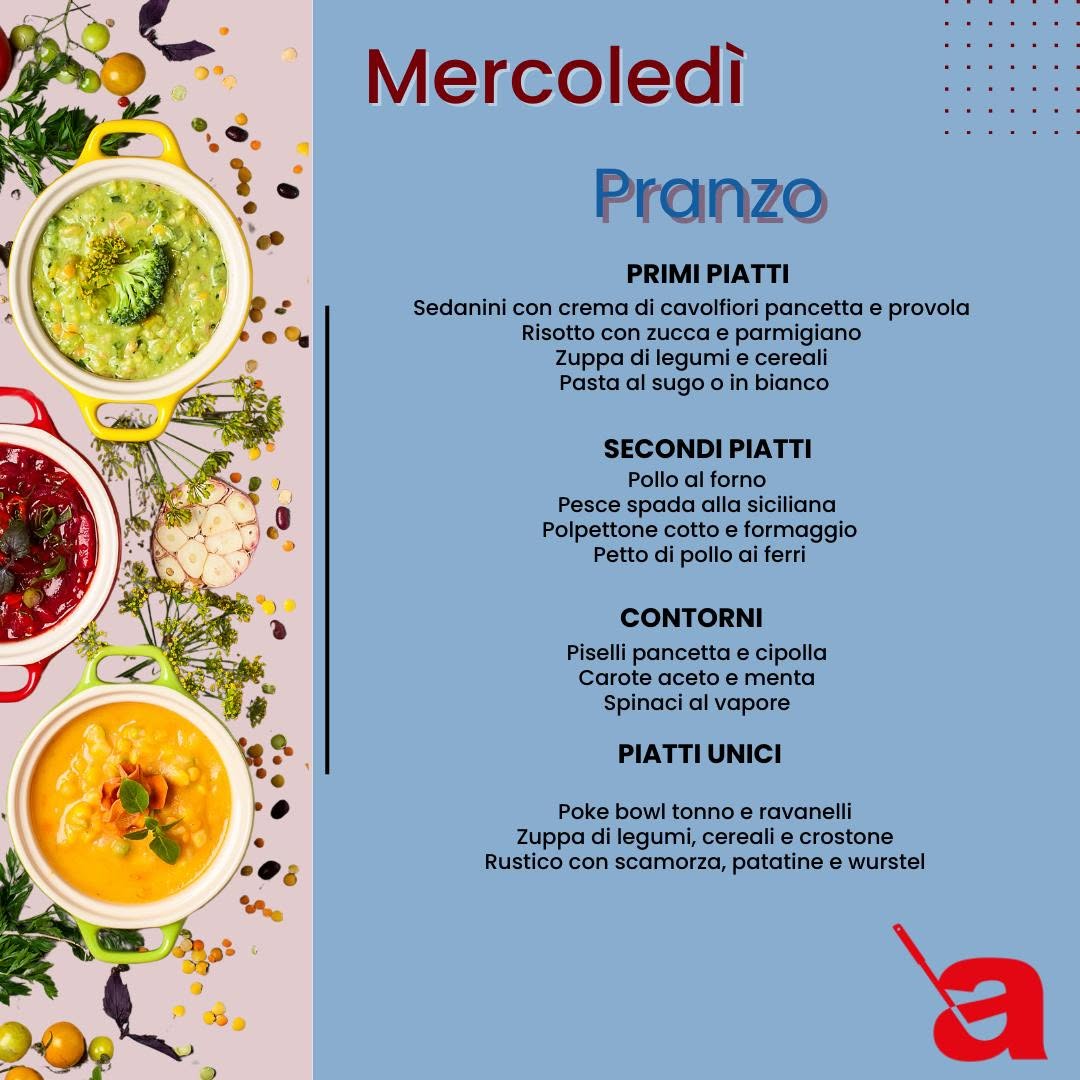 Mercoledì
Pranzo
PRIMI PIATTI
Sedanini con crema di cavolfiori pancetta e provola
Risotto con zucca e parmigiano
Zuppa di legumi e cereali
Pasta al sugo o in bianco
SECONDI PIATTI
Pollo al forno
Pesce spada alla siciliana
Polpettone cotto e formaggio
Petto di pollo ai ferri
CONTORNI
Piselli pancetta e cipolla
Carote aceto e menta
Spinaci al vapore
PIATTI UNICI
Poke bowl tonno e ravanelli
Zuppa di legumi, cereali e crostone
Rustico con scamorza, patatine e wurstel
a